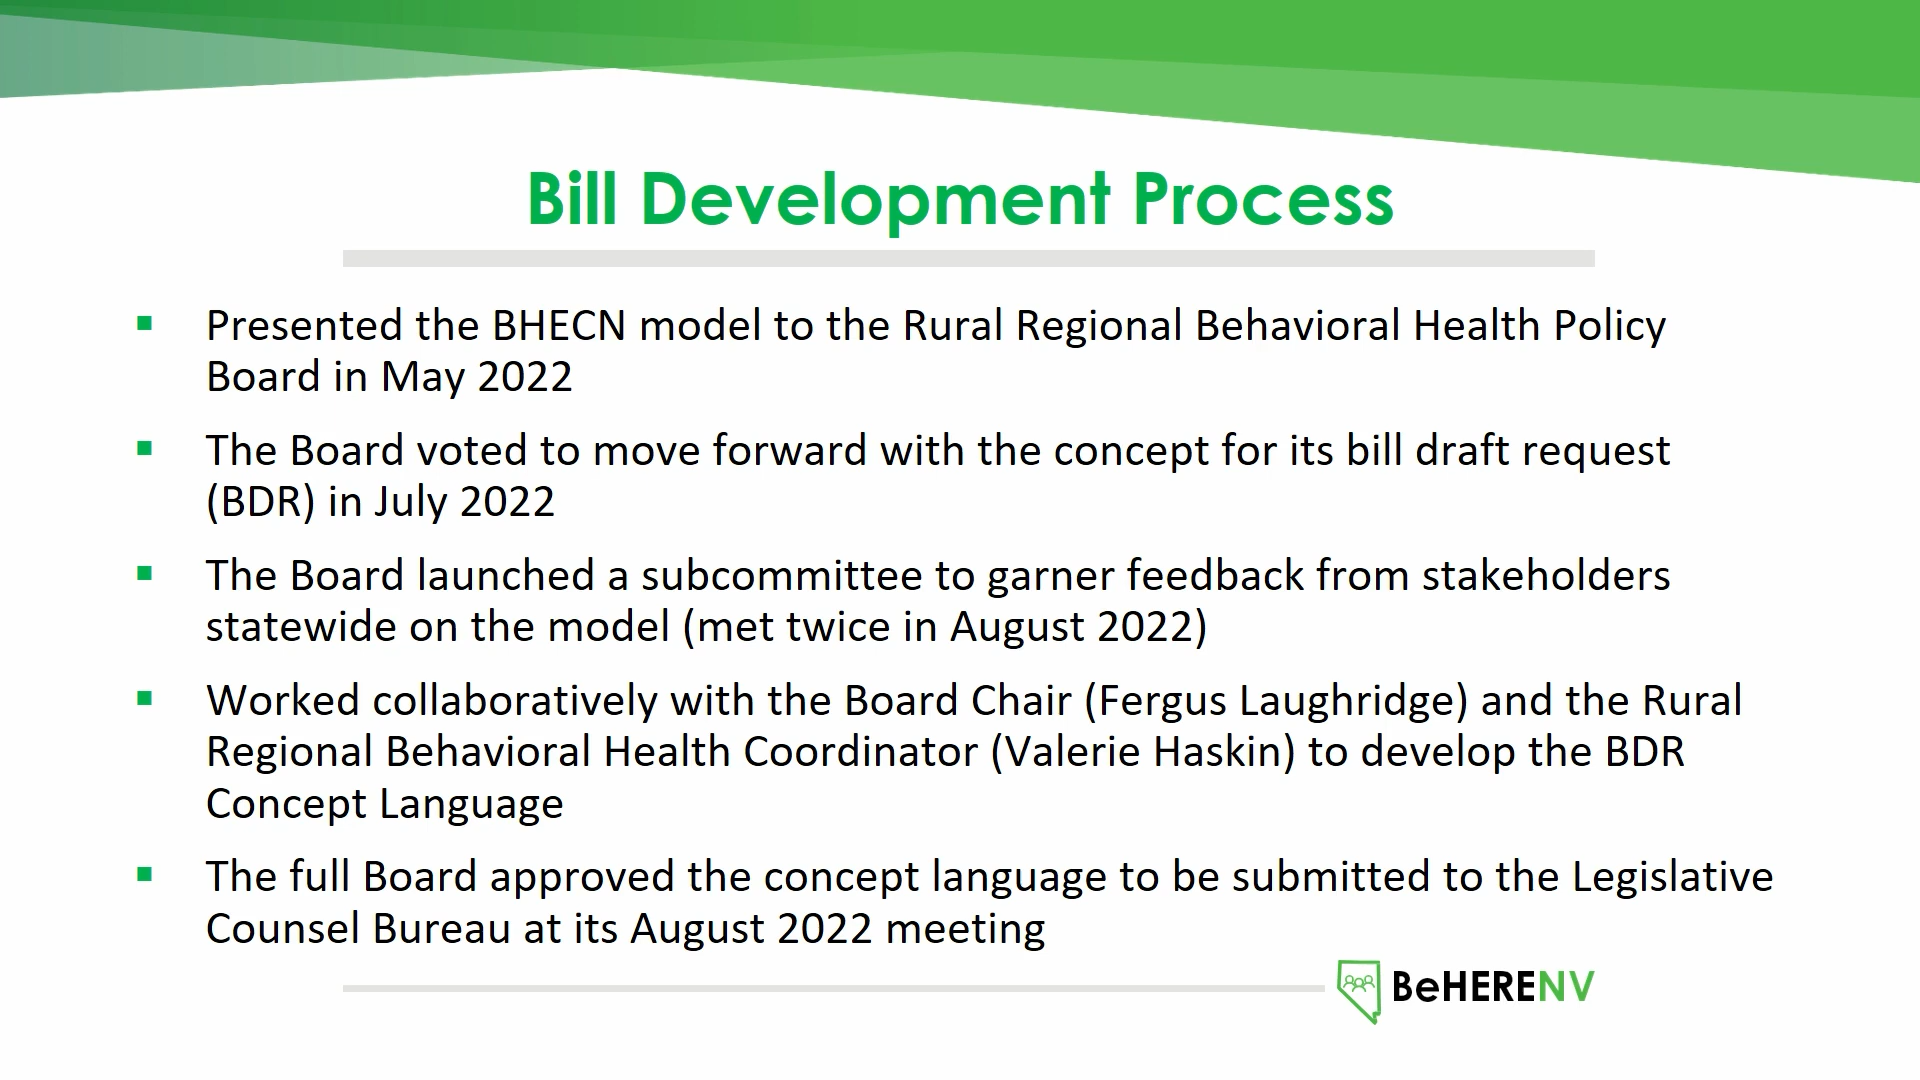 Bill Development Process
Presented the BHECN model to the Rural Regional Behavioral Health Policy
Board in May 2022
The Board voted to move forward with the concept for its bill draft request
(BDR) in July 2022
The Board launched a subcommittee to garner feedback from stakeholders
statewide on the model (met twice in August 2022)
Worked collaboratively with the Board Chair (Fergus Laughridge) and the Rural
Regional Behavioral Health Coordinator (Valerie Haskin) to develop the BDR
Concept Language
The full Board approved the concept language to be submitted to the Legislative
Counsel Bureau at its August 2022 meeting
BeHERENV